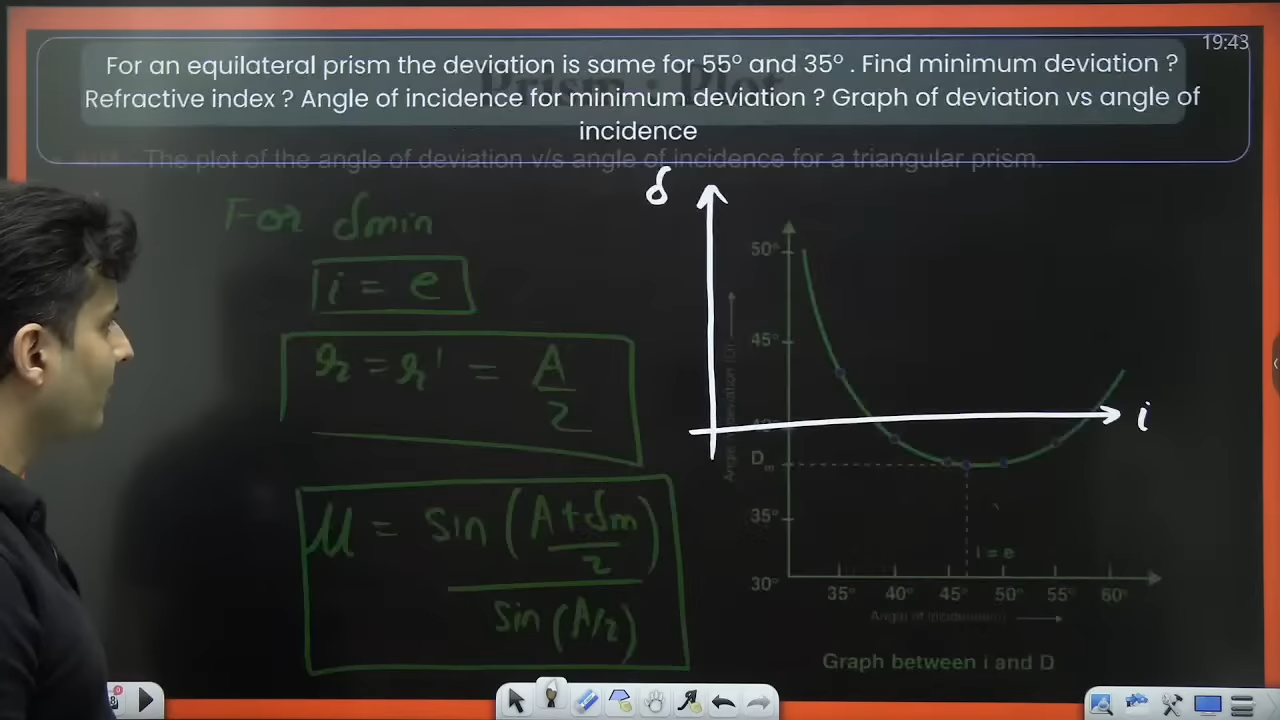 19:43
For an equilateral prism the deviation is same for 55° and 35° . Find minimum deviation ?
Refractive index ? Angle of incidence for minimum deviation ? Graph of deviation vs angle of
incidence
Prism : Plot
The plot of the angle of deviation v/s angle of incidence for a triangular prism.
For δmin
i = e
r = r' = A/2
μ = sin (A+δm/2)
sin (A/2)
δ
i
50°
45°
40°
Dm
35°
30°
i = e
35° 40° 45° 50° 55° 60°
Graph between i and D